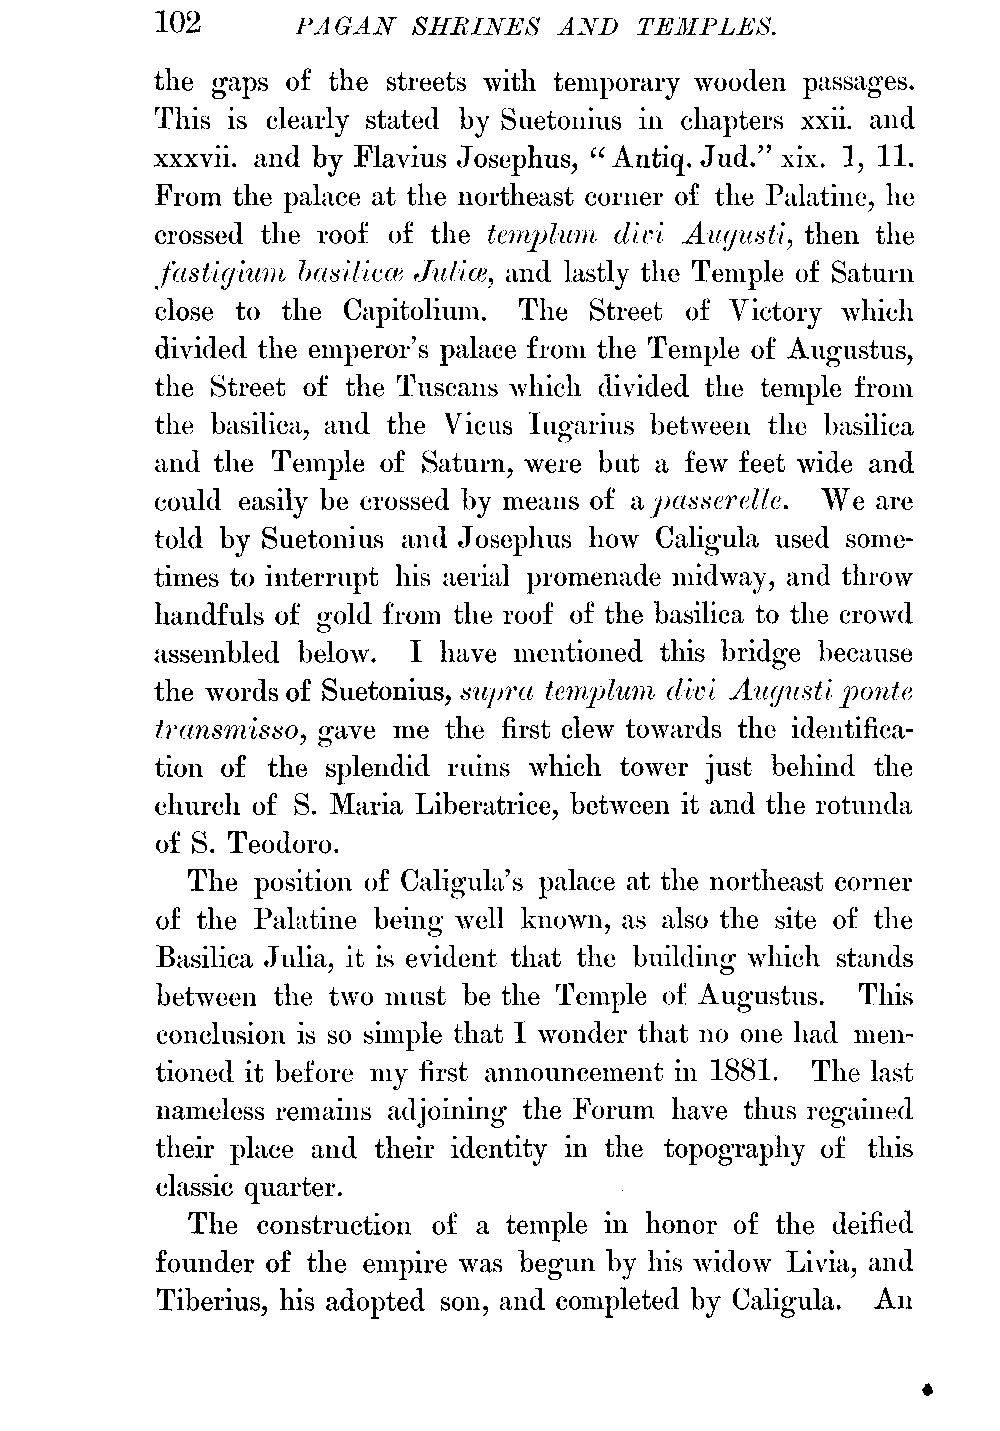 102 PAGAN SHRINES AND TEMPLES.
the gaps of the streets with temporary wooden passages.
This is clearly stated by Suetonius in chapters xxii. and
xxxvii. and by Flavius Josephus, “Antiq. Jud.” xix. 1, 11.
From the palace at the northeast corner of the Palatine, he
crossed the roof of the templum divi Augusti, then the
fastigium basilicæ Juliæ, and lastly the Temple of Saturn
close to the Capitolium. The Street of Victory which
divided the emperor’s palace from the Temple of Augustus,
the Street of the Tuscans which divided the temple from
the basilica, and the Vicus Iugarius between the basilica
and the Temple of Saturn, were but a few feet wide and
could easily be crossed by means of a passerelle. We are
told by Suetonius and Josephus how Caligula used some-
times to interrupt his aerial promenade midway, and throw
handfuls of gold from the roof of the basilica to the crowd
assembled below. I have mentioned this bridge because
the words of Suetonius, supra templum divi Augusti ponte
transmisso, gave me the first clew towards the identifica-
tion of the splendid ruins which tower just behind the
church of S. Maria Liberatrice, between it and the rotunda
of S. Teodoro.
The position of Caligula’s palace at the northeast corner
of the Palatine being well known, as also the site of the
Basilica Julia, it is evident that the building which stands
between the two must be the Temple of Augustus. This
conclusion is so simple that I wonder that no one had men-
tioned it before my first announcement in 1881. The last
nameless remains adjoining the Forum have thus regained
their place and their identity in the topography of this
classic quarter.
The construction of a temple in honor of the deified
founder of the empire was begun by his widow Livia, and
Tiberius, his adopted son, and completed by Caligula. An